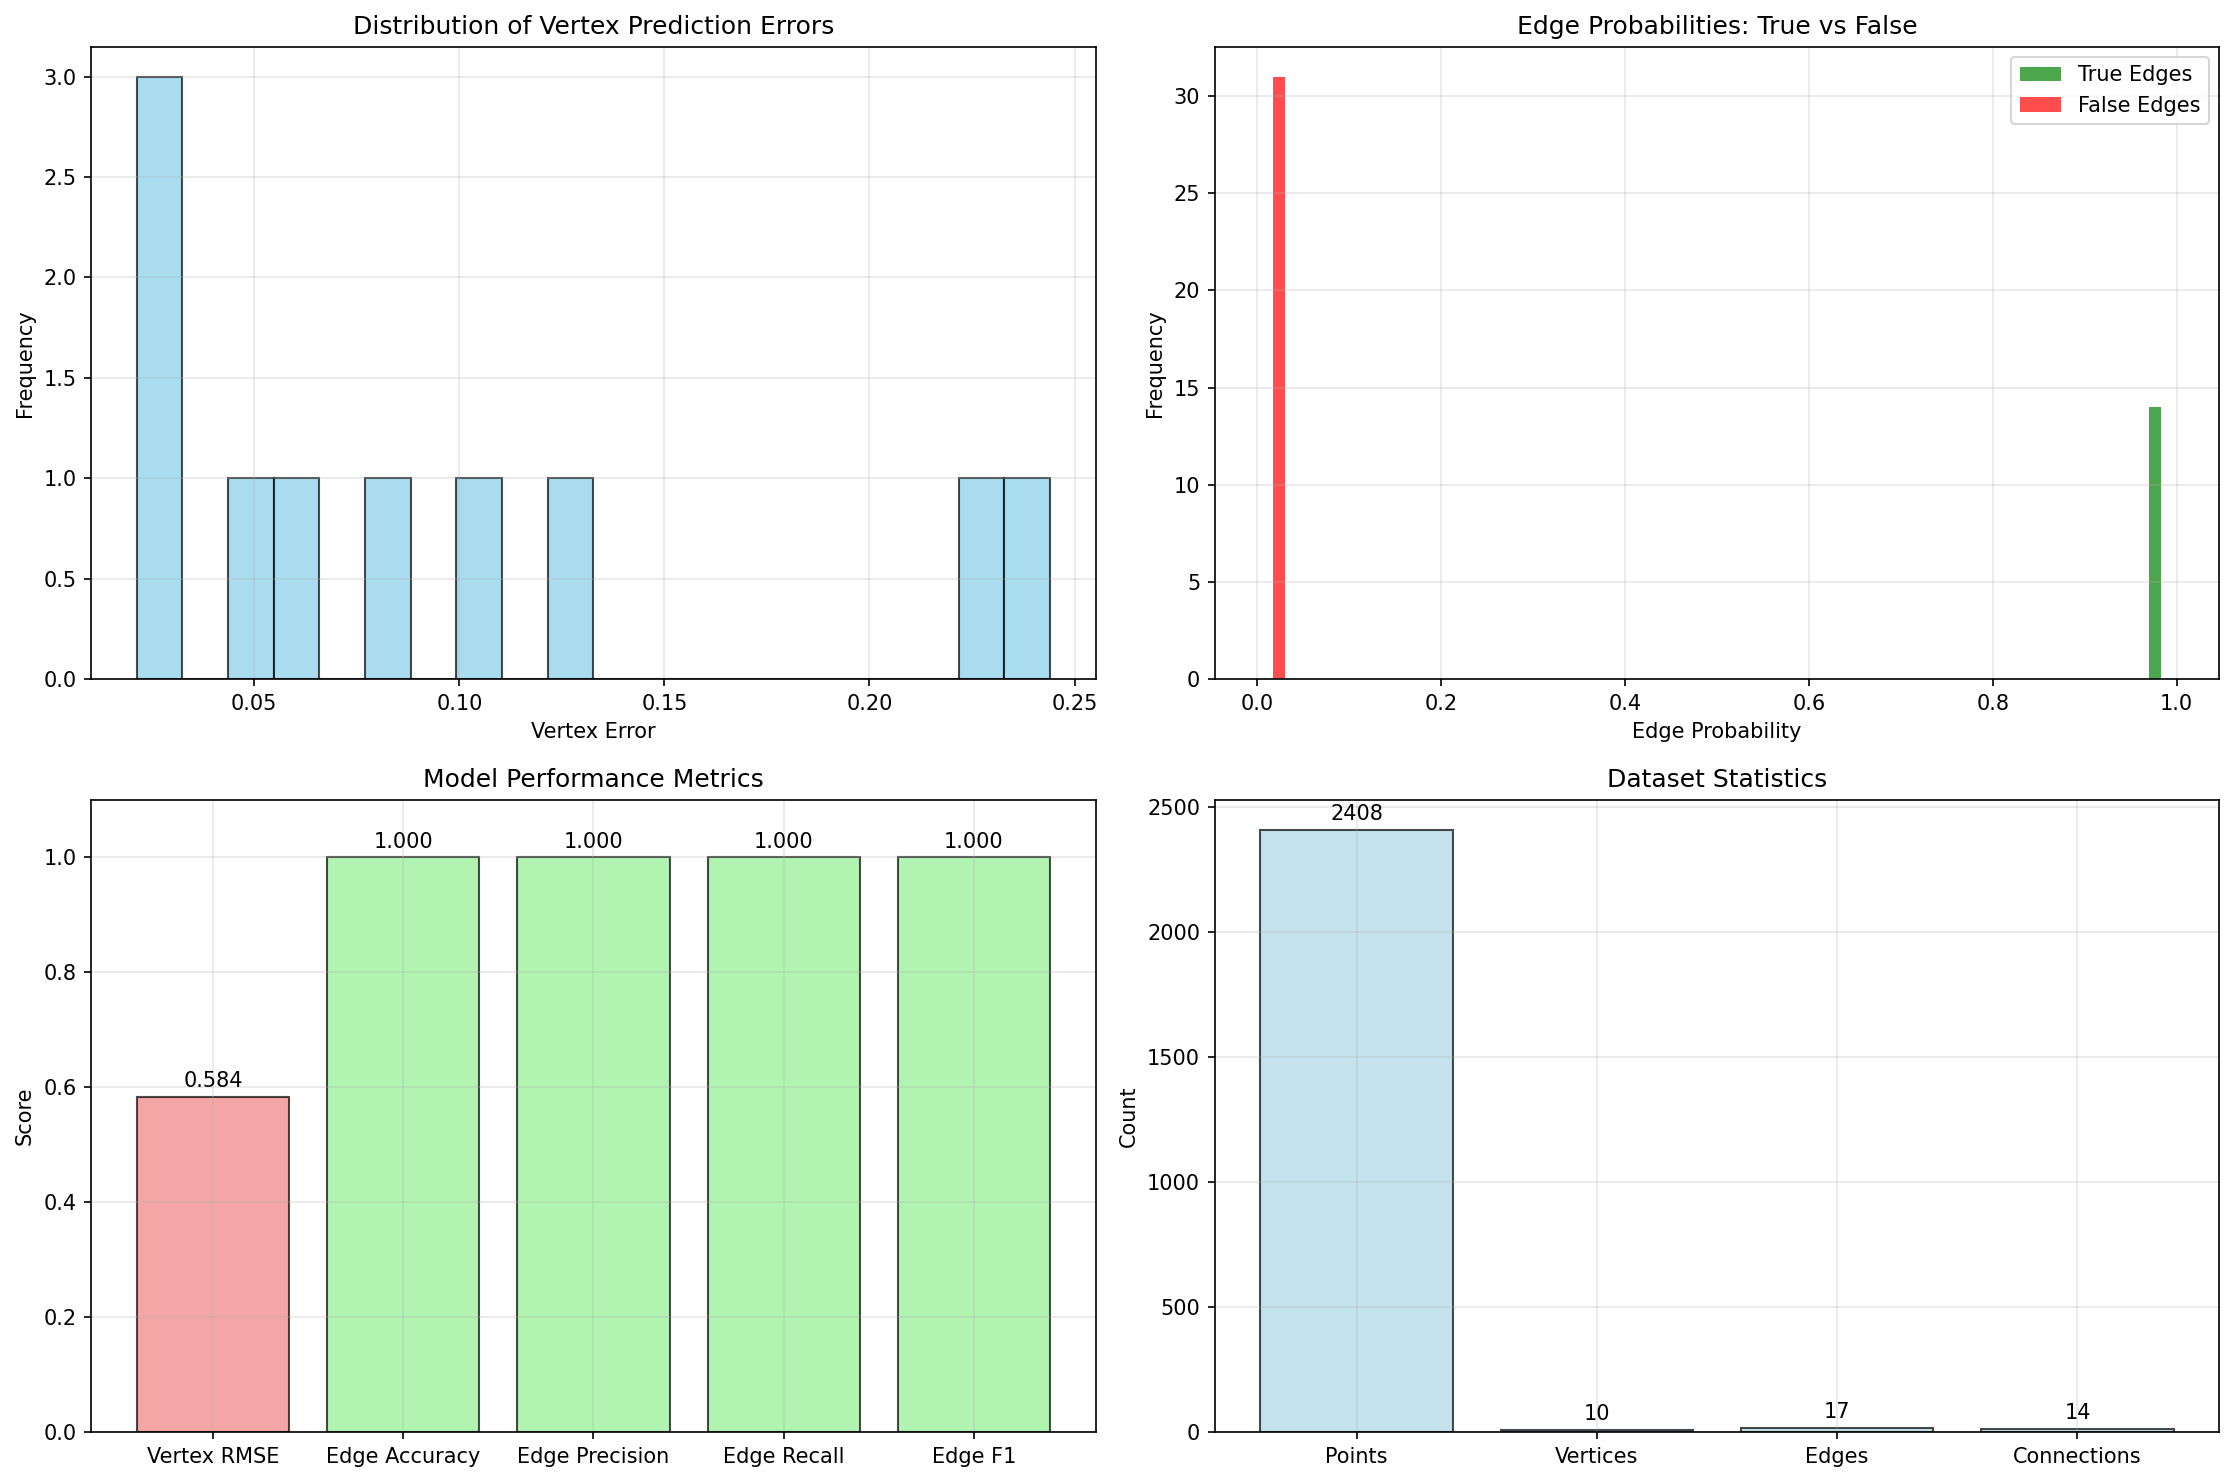 Distribution of Vertex Prediction Errors
3.0
2.5
2.0
1.5
1.0
0.5
0.0
Frequency
0.05 0.10 0.15 0.20 0.25
Vertex Error
Edge Probabilities: True vs False
True Edges
False Edges
30
25
20
15
10
5
0
Frequency
0.0 0.2 0.4 0.6 0.8 1.0
Edge Probability
Model Performance Metrics
1.0
0.8
0.6
0.4
0.2
0.0
Score
0.584 1.000 1.000 1.000 1.000
Vertex RMSE Edge Accuracy Edge Precision Edge Recall Edge F1
Dataset Statistics
2500
2000
1500
1000
500
0
Count
2408 10 17 14
Points Vertices Edges Connections